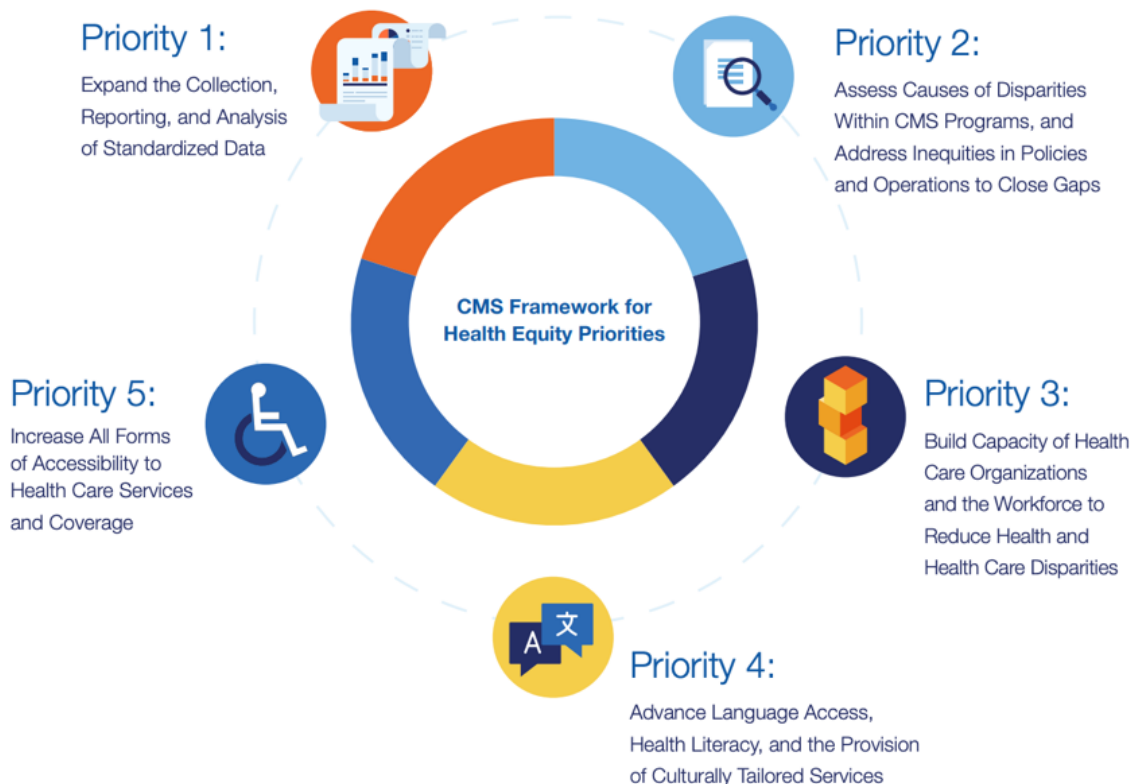 Priority 1:
Expand the Collection,
Reporting, and Analysis
of Standardized Data
Priority 2:
Assess Causes of Disparities
Within CMS Programs, and
Address Inequities in Policies
and Operations to Close Gaps
CMS Framework for
Health Equity Priorities
Priority 3:
Build Capacity of Health
Care Organizations
and the Workforce to
Reduce Health and
Health Care Disparities
Priority 4:
Advance Language Access,
Health Literacy, and the Provision
of Culturally Tailored Services
A
文
Priority 5:
Increase All Forms
of Accessibility to
Health Care Services
and Coverage